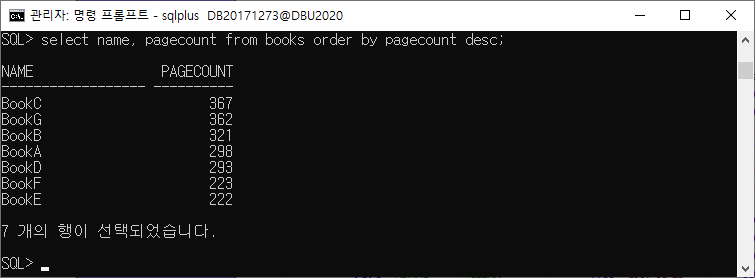 관리자: 명령 프롬프트 - sqlplus  DB20171273@DBU2020
SQL> select name, pagecount from books order by pagecount desc;
NAME                PAGECOUNT
------------------ ----------
BookC                     367
BookG                     362
BookB                     321
BookA                     298
BookD                     293
BookF                     223
BookE                     222
7 개의 행이 선택되었습니다.
SQL>